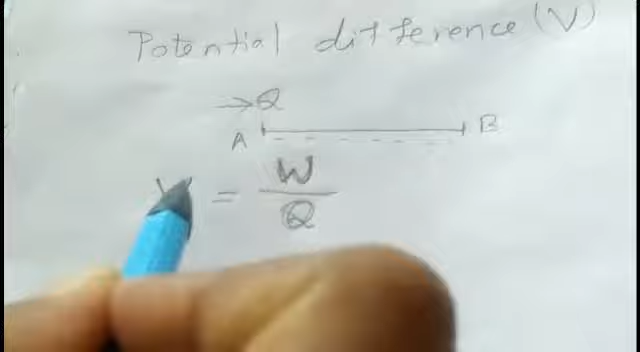 Potential difference (V)
→Q
A B
V = W
Q